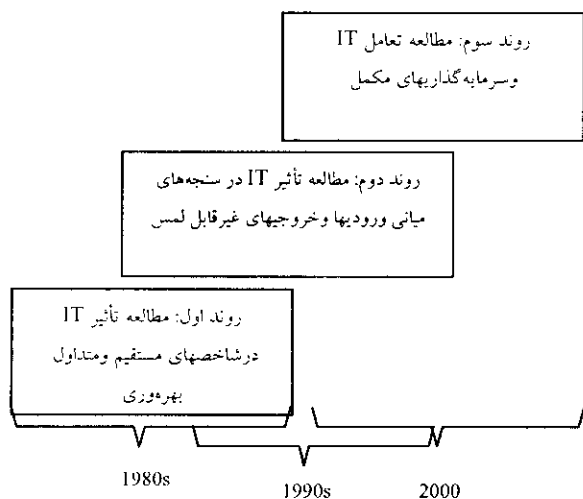 روند سوم: مطالعه تعامل IT
وسرمایه‌گذاریهای مکمل
روند دوم: مطالعه تأثیر IT در سنجه‌های
میانی ورودیها وخروجیهای غیرقابل لمس
روند اول: مطالعه تأثیر IT
درشاخصهای مستقیم ومتداول
بهره‌وری
1980s
1990s
2000